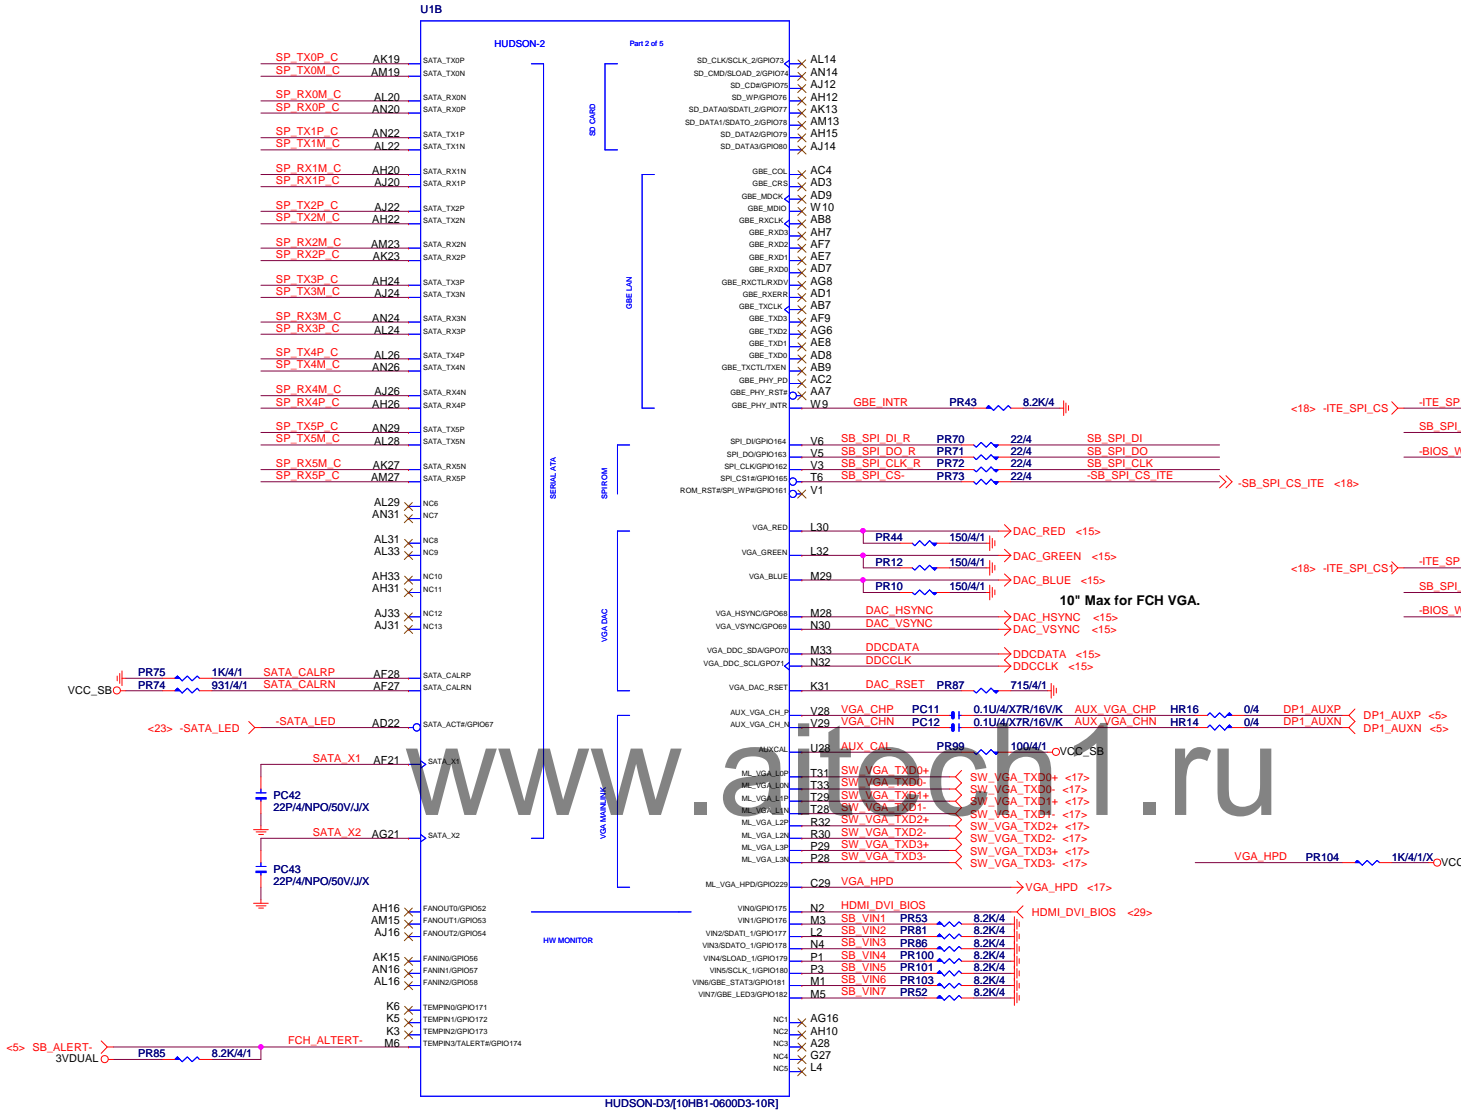 U1B
HUDSON-2
Part 2 of 5
SP_TX0P_C AK19 SATA_TX0P
SP_TX0M_C AM19 SATA_TX0N
SP_RX0M_C AL20 SATA_RX0N
SP_RX0P_C AN20 SATA_RX0P
SP_TX1P_C AN22 SATA_TX1P
SP_TX1M_C AL22 SATA_TX1N
SP_RX1M_C AH20 SATA_RX1N
SP_RX1P_C AJ20 SATA_RX1P
SP_TX2P_C AJ22 SATA_TX2P
SP_TX2M_C AH22 SATA_TX2N
SP_RX2M_C AM23 SATA_RX2N
SP_RX2P_C AK23 SATA_RX2P
SP_TX3P_C AH24 SATA_TX3P
SP_TX3M_C AJ24 SATA_TX3N
SP_RX3M_C AN24 SATA_RX3N
SP_RX3P_C AL24 SATA_RX3P
SP_TX4P_C AL26 SATA_TX4P
SP_TX4M_C AN26 SATA_TX4N
SP_RX4M_C AJ26 SATA_RX4N
SP_RX4P_C AH26 SATA_RX4P
SP_TX5P_C AN29 SATA_TX5P
SP_TX5M_C AL28 SATA_TX5N
SP_RX5M_C AK27 SATA_RX5N
SP_RX5P_C AM27 SATA_RX5P
AL29 NC6
AN31 NC7
AL31 NC8
AL33 NC9
AH33 NC10
AH31 NC11
AJ33 NC12
AJ31 NC13
PR75 1K/4/1 SATA_CALRP AF28 SATA_CALRP
VCC_SB PR74 931/4/1 SATA_CALRN AF27 SATA_CALRN
<23> -SATA_LED -SATA_LED AD22 SATA_ACT#/GPIO67
SATA_X1 AF21 SATA_X1
PC42
22P/4/NPO/50V/J/X
SATA_X2 AG21 SATA_X2
PC43
22P/4/NPO/50V/J/X
AH16 FANOUT0/GPIO52
AM15 FANOUT1/GPIO53
AJ16 FANOUT2/GPIO54
AK15 FANIN0/GPIO56
AN16 FANIN1/GPIO57
AL16 FANIN2/GPIO58
K6 TEMPIN0/GPIO171
K5 TEMPIN1/GPIO172
K3 TEMPIN2/GPIO173
<5> SB_ALERT- FCH_ALTERT- M6 TEMPIN3/TALERT#/GPIO174
3VDUAL PR85 8.2K/4/1
SERIAL ATA
SD CARD
GBE LAN
SPI ROM
VGA DAC
VGA MAINLINK
HW MONITOR
SD_CLK/SCLK_2/GPIO73 AL14
SD_CMD/SLOAD_2/GPIO74 AN14
SD_CD#/GPIO75 AJ12
SD_WP/GPIO76 AH12
SD_DATA0/SDATI_2/GPIO77 AK13
SD_DATA1/SDATO_2/GPIO78 AM13
SD_DATA2/GPIO79 AH15
SD_DATA3/GPIO80 AJ14
GBE_COL AC4
GBE_CRS AD3
GBE_MDCK AD9
GBE_MDIO W10
GBE_RXCLK AB8
GBE_RXD3 AH7
GBE_RXD2 AF7
GBE_RXD1 AE7
GBE_RXD0 AD7
GBE_RXCTL/RXDV AG8
GBE_RXERR AD1
GBE_TXCLK AB7
GBE_TXD3 AF9
GBE_TXD2 AG6
GBE_TXD1 AE8
GBE_TXD0 AD8
GBE_TXCTL/TXEN AB9
GBE_PHY_PD AC2
GBE_PHY_RST# AA7
GBE_PHY_INTR W9 GBE_INTR PR43 8.2K/4
SPI_DI/GPIO164 V6 SB_SPI_DI_R PR70 22/4 SB_SPI_DI
SPI_DO/GPIO163 V5 SB_SPI_DO_R PR71 22/4 SB_SPI_DO
SPI_CLK/GPIO162 V3 SB_SPI_CLK_R PR72 22/4 SB_SPI_CLK
SPI_CS1#/GPIO165 T6 SB_SPI_CS- PR73 22/4 -SB_SPI_CS_ITE -SB_SPI_CS_ITE <18>
ROM_RST#/SPI_WP#/GPIO161 V1
VGA_RED L30 DAC_RED <15>
PR44 150/4/1
VGA_GREEN L32 DAC_GREEN <15>
PR12 150/4/1
VGA_BLUE M29 DAC_BLUE <15>
PR10 150/4/1
10" Max for FCH VGA.
VGA_HSYNC/GPO68 M28 DAC_HSYNC DAC_HSYNC <15>
VGA_VSYNC/GPO69 N30 DAC_VSYNC DAC_VSYNC <15>
VGA_DDC_SDA/GPO70 M33 DDCDATA DDCDATA <15>
VGA_DDC_SCL/GPO71 N32 DDCCLK DDCCLK <15>
VGA_DAC_RSET K31 DAC_RSET PR87 715/4/1
AUX_VGA_CH_P V28 VGA_CHP PC11 0.1U/4/X7R/16V/K AUX_VGA_CHP HR16 0/4 DP1_AUXP DP1_AUXP <5>
AUX_VGA_CH_N V29 VGA_CHN PC12 0.1U/4/X7R/16V/K AUX_VGA_CHN HR14 0/4 DP1_AUXN DP1_AUXN <5>
AUXCAL U28 AUX_CAL PR99 100/4/1 VCC_SB
ML_VGA_L0P T31 SW_VGA_TXD0+ SW_VGA_TXD0+ <17>
ML_VGA_L0N T33 SW_VGA_TXD0- SW_VGA_TXD0- <17>
ML_VGA_L1P T29 SW_VGA_TXD1+ SW_VGA_TXD1+ <17>
ML_VGA_L1N T28 SW_VGA_TXD1- SW_VGA_TXD1- <17>
ML_VGA_L2P R32 SW_VGA_TXD2+ SW_VGA_TXD2+ <17>
ML_VGA_L2N R30 SW_VGA_TXD2- SW_VGA_TXD2- <17>
ML_VGA_L3P P29 SW_VGA_TXD3+ SW_VGA_TXD3+ <17>
ML_VGA_L3N P28 SW_VGA_TXD3- SW_VGA_TXD3- <17>
ML_VGA_HPD/GPIO229 C29 VGA_HPD VGA_HPD <17>
VIN0/GPIO175 N2 HDMI_DVI_BIOS HDMI_DVI_BIOS <29>
VIN1/GPIO176 M3 SB_VIN1 PR53 8.2K/4
VIN2/SDATI_1/GPIO177 L2 SB_VIN2 PR81 8.2K/4
VIN3/SDATO_1/GPIO178 N4 SB_VIN3 PR86 8.2K/4
VIN4/SLOAD_1/GPIO179 P1 SB_VIN4 PR100 8.2K/4
VIN5/SCLK_1/GPIO180 P3 SB_VIN5 PR101 8.2K/4
VIN6/GBE_STAT3/GPIO181 M1 SB_VIN6 PR103 8.2K/4
VIN7/GBE_LED3/GPIO182 M5 SB_VIN7 PR52 8.2K/4
NC1 AG16
NC2 AH10
NC3 A28
NC4 G27
NC5 L4
HUDSON-D3/[10HB1-0600D3-10R]
<18> -ITE_SPI_CS -ITE_SP
SB_SPI_
-BIOS_W
<18> -ITE_SPI_CS1 -ITE_SP
SB_SPI_
-BIOS_W
VGA_HPD PR104 1K/4/1/X VCC
www.aitech1.ru